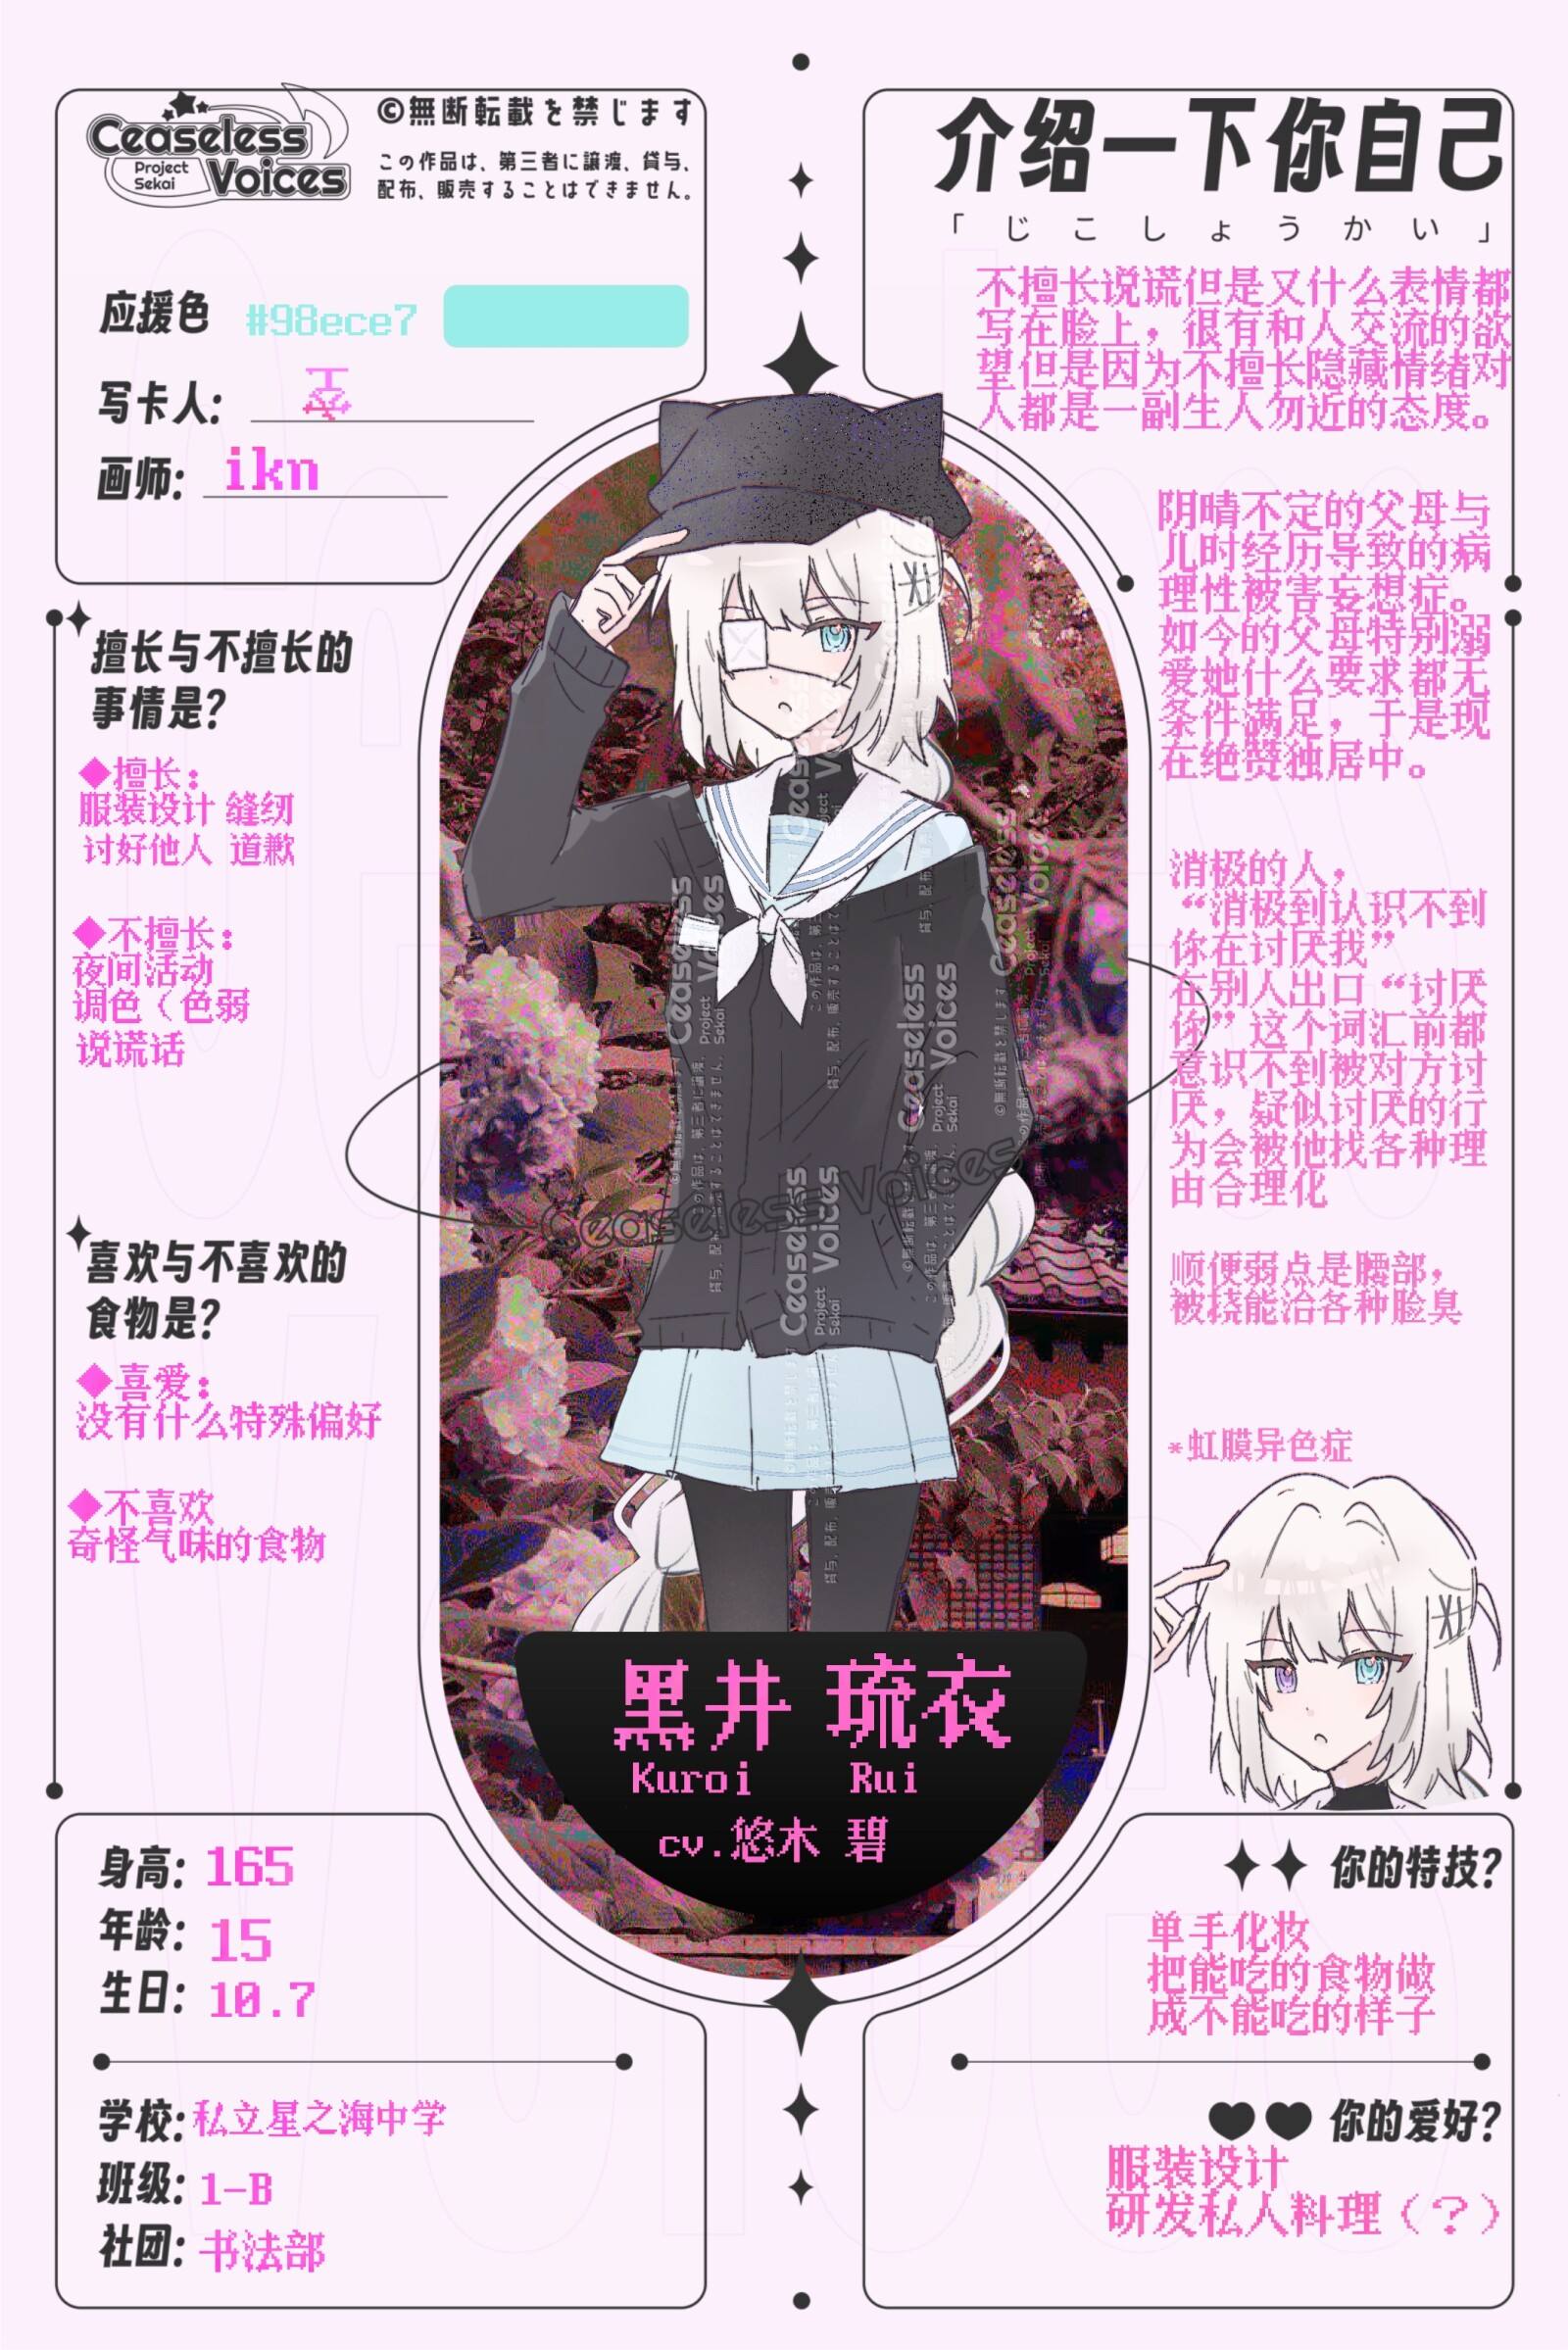 Ceaseless
Project
Sekai
Voices
©無断転載を禁じます
この作品は、第三者に譲渡、貸与、
配布、販売することはできません。
应援色 #98ece7
写卡人:
画师: ikn
介绍一下你自己
「じこしょうかい」
不擅长说谎但是又什么表情都
写在脸上，很有和人交流的欲
望但是因为不擅长隐藏情绪对
人都是一副生人勿近的态度。
阴晴不定的父母与
儿时经历导致的病
理性被害妄想症。
如今的父母特别溺
爱她什么要求都无
条件满足，于是现
在绝赞独居中。
消极的人，
“消极到认识不到
你在讨厌我”
在别人出口“讨厌
你”这个词汇前都
意识不到被对方讨
厌，疑似讨厌的行
为会被他找各种理
由合理化
顺便弱点是腰部，
被挠能治各种脸臭
*虹膜异色症
擅长与不擅长的
事情是?
◆擅长：
服装设计 缝纫
讨好他人 道歉
◆不擅长：
夜间活动
调色（色弱
说谎话
喜欢与不喜欢的
食物是?
◆喜爱：
没有什么特殊偏好
◆不喜欢
奇怪气味的食物
Ceaseless Voices
黑井 琉衣
Kuroi Rui
cv.悠木 碧
身高: 165
年龄: 15
生日: 10.7
学校: 私立星之海中学
班级: 1-B
社团: 书法部
你的特技?
单手化妆
把能吃的食物做
成不能吃的样子
你的爱好?
服装设计
研发私人料理（？）